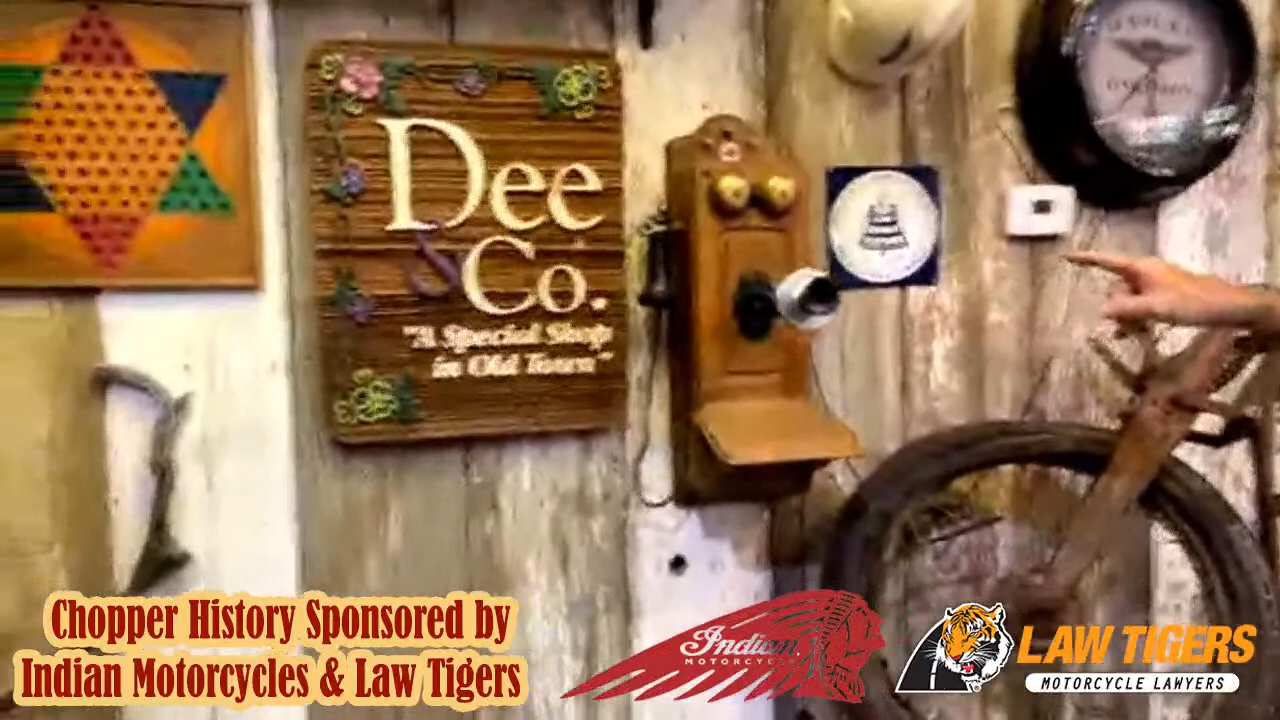 Dee
& Co.
"A Special Shop
in Old Town"
Chopper History Sponsored by
Indian Motorcycles & Law Tigers
Indian
MOTORCYCLE
LAW TIGERS
MOTORCYCLE LAWYERS